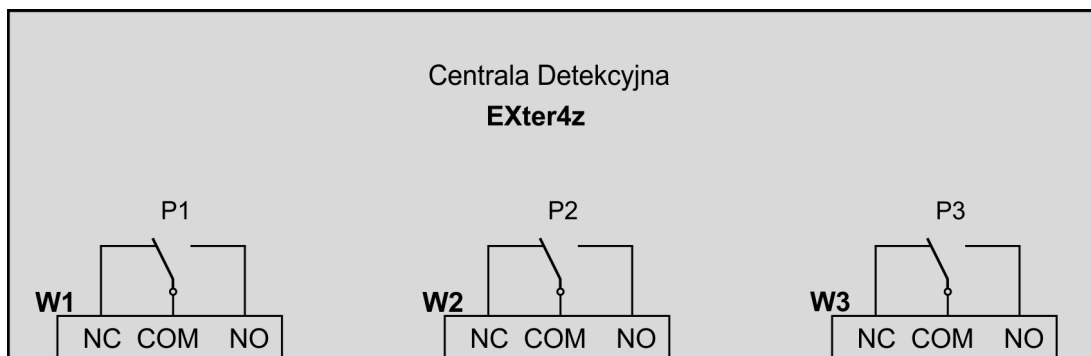 Centrala Detekcyjna
EXter4z
P1 P2 P3
W1 W2 W3
NC COM NO NC COM NO NC COM NO